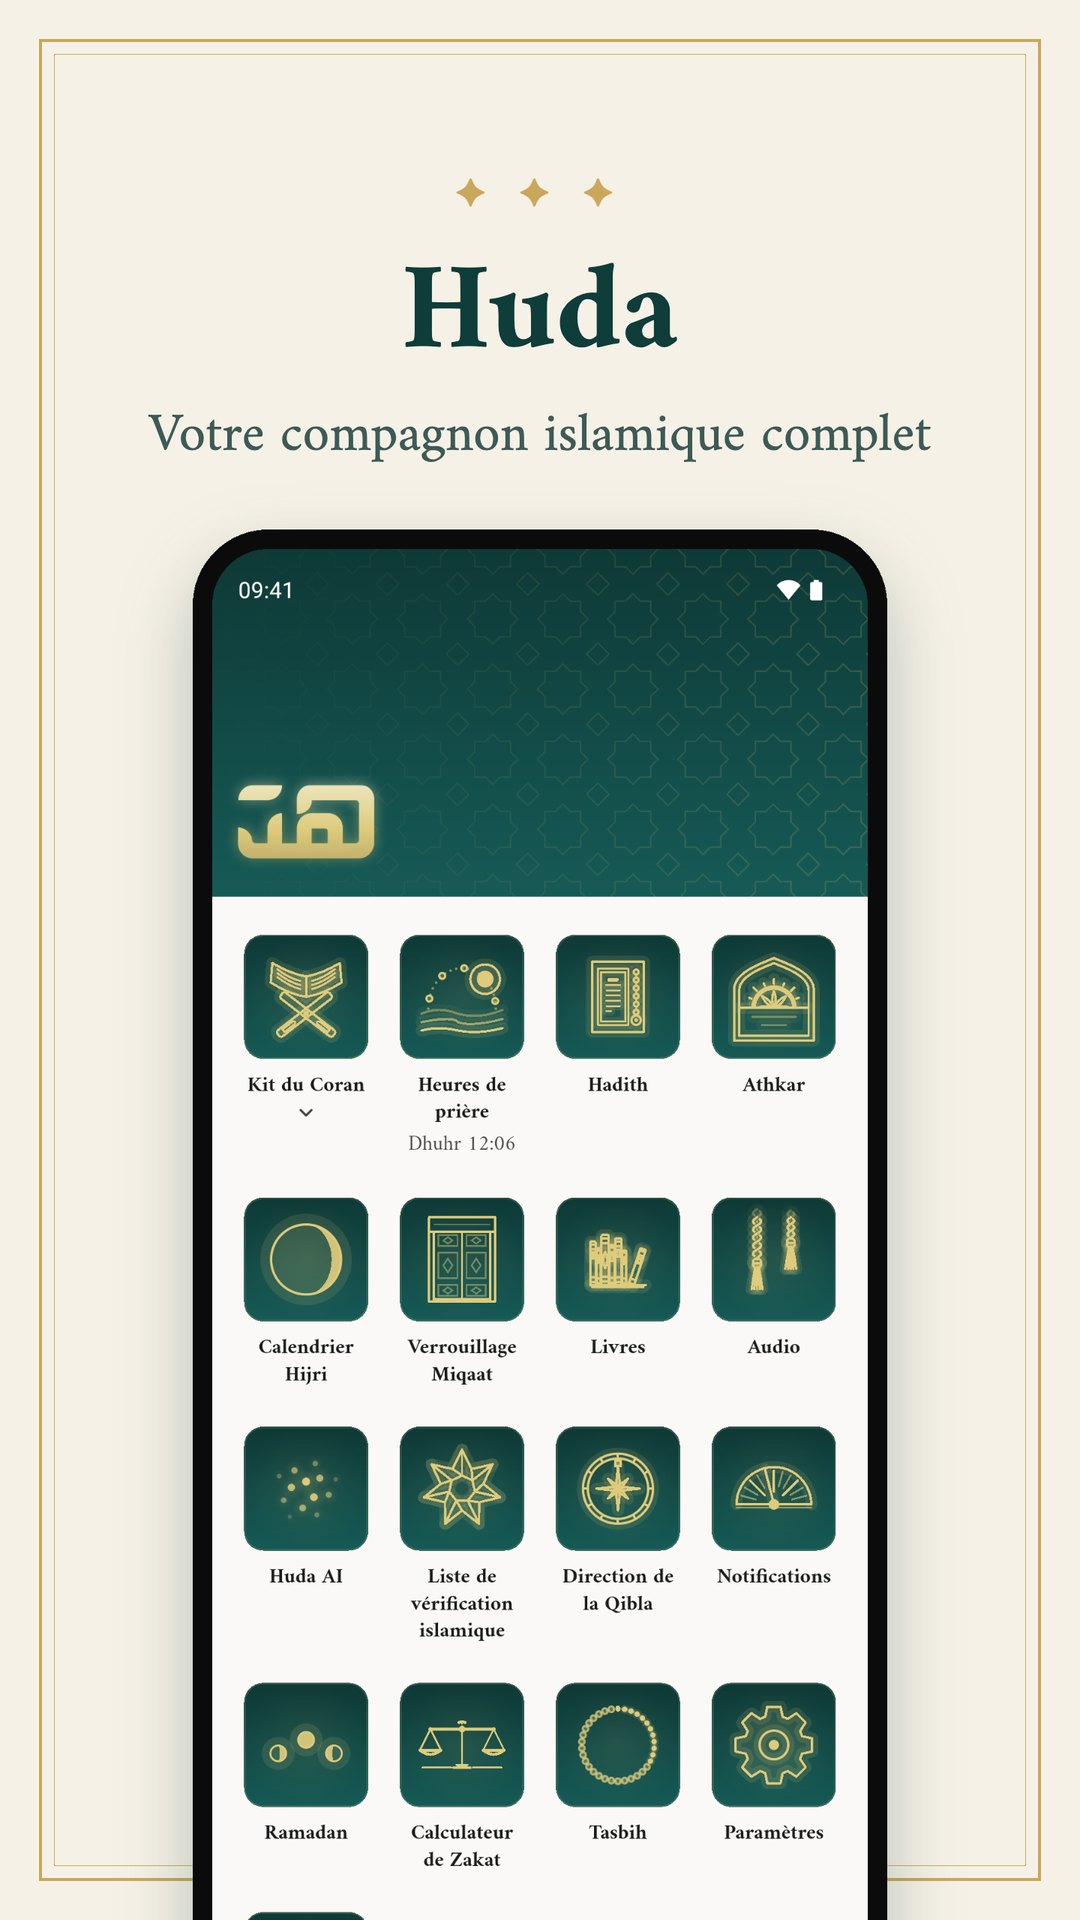 Huda
Votre compagnon islamique complet
09:41
هدى
Kit du Coran
Heures de
prière
Dhuhr 12:06
Hadith
Athkar
Calendrier
Hijri
Verrouillage
Miqaat
Livres
Audio
Huda AI
Liste de
vérification
islamique
Direction de
la Qibla
Notifications
Ramadan
Calculateur
de Zakat
Tasbih
Paramètres